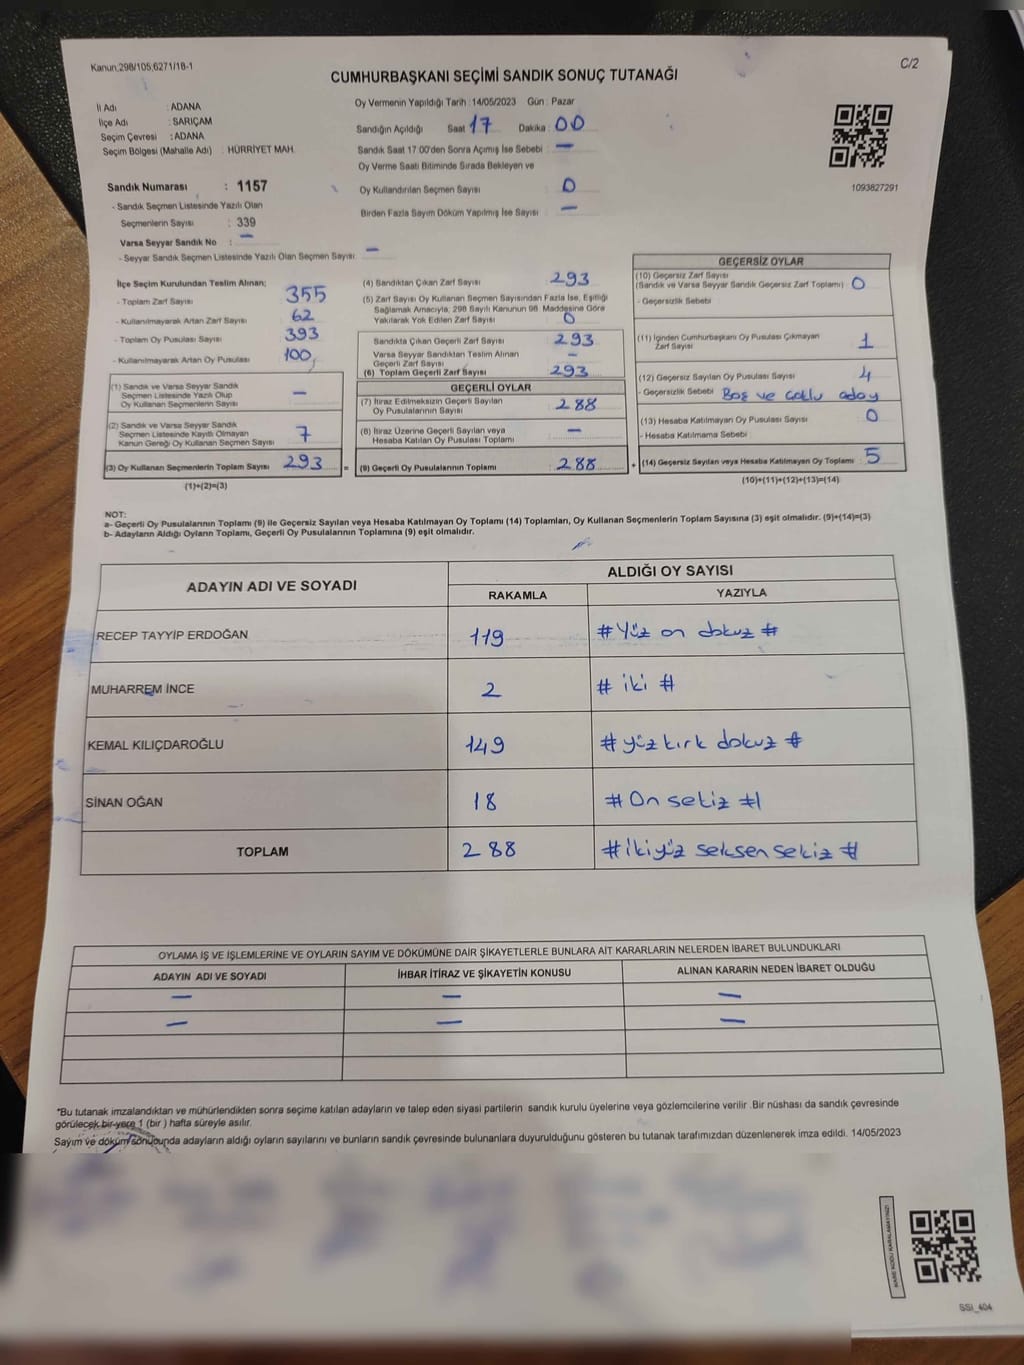 Kanun:298/105,6271/18-1
C/2
CUMHURBAŞKANI SEÇİMİ SANDIK SONUÇ TUTANAĞI
İl Adı : ADANA
İlçe Adı : SARIÇAM
Seçim Çevresi : ADANA
Seçim Bölgesi (Mahalle Adı) : HÜRRİYET MAH.
Oy Vermenin Yapıldığı Tarih : 14/05/2023 Gün : Pazar
Sandığın Açıldığı Saat 17 Dakika : 00
Sandık Saat 17:00'den Sonra Açımış İse Sebebi : —
Oy Verme Saati Bitiminde Sırada Bekleyen ve
Oy Kullandırılan Seçmen Sayısı : 0
Birden Fazla Sayım Döküm Yapılmış İse Sayısı : —
1093827291
Sandık Numarası : 1157
- Sandık Seçmen Listesinde Yazılı Olan
Seçmenlerin Sayısı : 339
Varsa Seyyar Sandık No : —
- Seyyar Sandık Seçmen Listesinde Yazılı Olan Seçmen Sayısı: —
İlçe Seçim Kurulundan Teslim Alınan;
- Toplam Zarf Sayısı : 355
- Kullanılmayarak Artan Zarf Sayısı : 62
- Toplam Oy Pusulası Sayısı : 393
- Kullanılmayarak Artan Oy Pusulası : 100
(1) Sandık ve Varsa Seyyar Sandık
Seçmen Listesinde Yazılı Olup
Oy Kullanan Seçmenlerin Sayısı : —
(2) Sandık ve Varsa Seyyar Sandık
Seçmen Listesinde Kayıtlı Olmayan
Kanun Gereği Oy Kullanan Seçmen Sayısı : 7
(3) Oy Kullanan Seçmenlerin Toplam Sayısı : 293 =
(1)+(2)=(3)
(4) Sandıktan Çıkan Zarf Sayısı : 293
(5) Zarf Sayısı Oy Kullanan Seçmen Sayısından Fazla İse, Eşitliği
Sağlamak Amacıyla; 298 Sayılı Kanunun 98. Maddesine Göre
Yakılarak Yok Edilen Zarf Sayısı : 0
Sandıkta Çıkan Geçerli Zarf Sayısı : 293
Varsa Seyyar Sandıktan Teslim Alınan
Geçerli Zarf Sayısı : —
(6) Toplam Geçerli Zarf Sayısı : 293
GEÇERLİ OYLAR
(7) İtiraz Edilmeksizin Geçerli Sayılan
Oy Pusulalarının Sayısı : 288
(8) İtiraz Üzerine Geçerli Sayılan veya
Hesaba Katılan Oy Pusulası Toplamı : —
(9) Geçerli Oy Pusulalarının Toplamı : 288 +
GEÇERSİZ OYLAR
(10) Geçersiz Zarf Sayısı
(Sandık ve Varsa Seyyar Sandık Geçersiz Zarf Toplamı) : 0
- Geçersizlik Sebebi :
(11) İçinden Cumhurbaşkanı Oy Pusulası Çıkmayan
Zarf Sayısı : 1
(12) Geçersiz Sayılan Oy Pusulası Sayısı : 4
- Geçersizlik Sebebi : Boş ve Çoklu aday
(13) Hesaba Katılmayan Oy Pusulası Sayısı : 0
- Hesaba Katılmama Sebebi :
(14) Geçersiz Sayılan veya Hesaba Katılmayan Oy Toplamı : 5
(10)+(11)+(12)+(13)=(14)
NOT:
a- Geçerli Oy Pusulalarının Toplamı (9) ile Geçersiz Sayılan veya Hesaba Katılmayan Oy Toplamı (14) Toplamları, Oy Kullanan Seçmenlerin Toplam Sayısına (3) eşit olmalıdır. (9)+(14)=(3)
b- Adayların Aldığı Oyların Toplamı, Geçerli Oy Pusulalarının Toplamına (9) eşit olmalıdır.
ADAYIN ADI VE SOYADI
ALDIĞI OY SAYISI
RAKAMLA YAZIYLA
RECEP TAYYİP ERDOĞAN 119 # Yüz on dokuz #
MUHARREM İNCE 2 # iki #
KEMAL KILIÇDAROĞLU 149 # yüz kırk dokuz #
SİNAN OĞAN 18 # On sekiz #
TOPLAM 288 # iki yüz seksen sekiz #
OYLAMA İŞ VE İŞLEMLERİNE VE OYLARIN SAYIM VE DÖKÜMÜNE DAİR ŞİKAYETLERLE BUNLARA AİT KARARLARIN NELERDEN İBARET BULUNDUKLARI
ADAYIN ADI VE SOYADI İHBAR İTİRAZ VE ŞİKAYETİN KONUSU ALINAN KARARIN NEDEN İBARET OLDUĞU
— — —
— — —
*Bu tutanak imzalandıktan ve mühürlendikten sonra seçime katılan adayların ve talep eden siyasi partilerin sandık kurulu üyelerine veya gözlemcilerine verilir .Bir nüshası da sandık çevresinde
görülecek bir yere 1 (bir ) hafta süreyle asılır.
Sayım ve döküm sonucunda adayların aldığı oyların sayılarını ve bunların sandık çevresinde bulunanlara duyurulduğunu gösteren bu tutanak tarafımızdan düzenlenerek imza edildi. 14/05/2023
KARE KODU KARALAMAYINIZ!
SSI_404